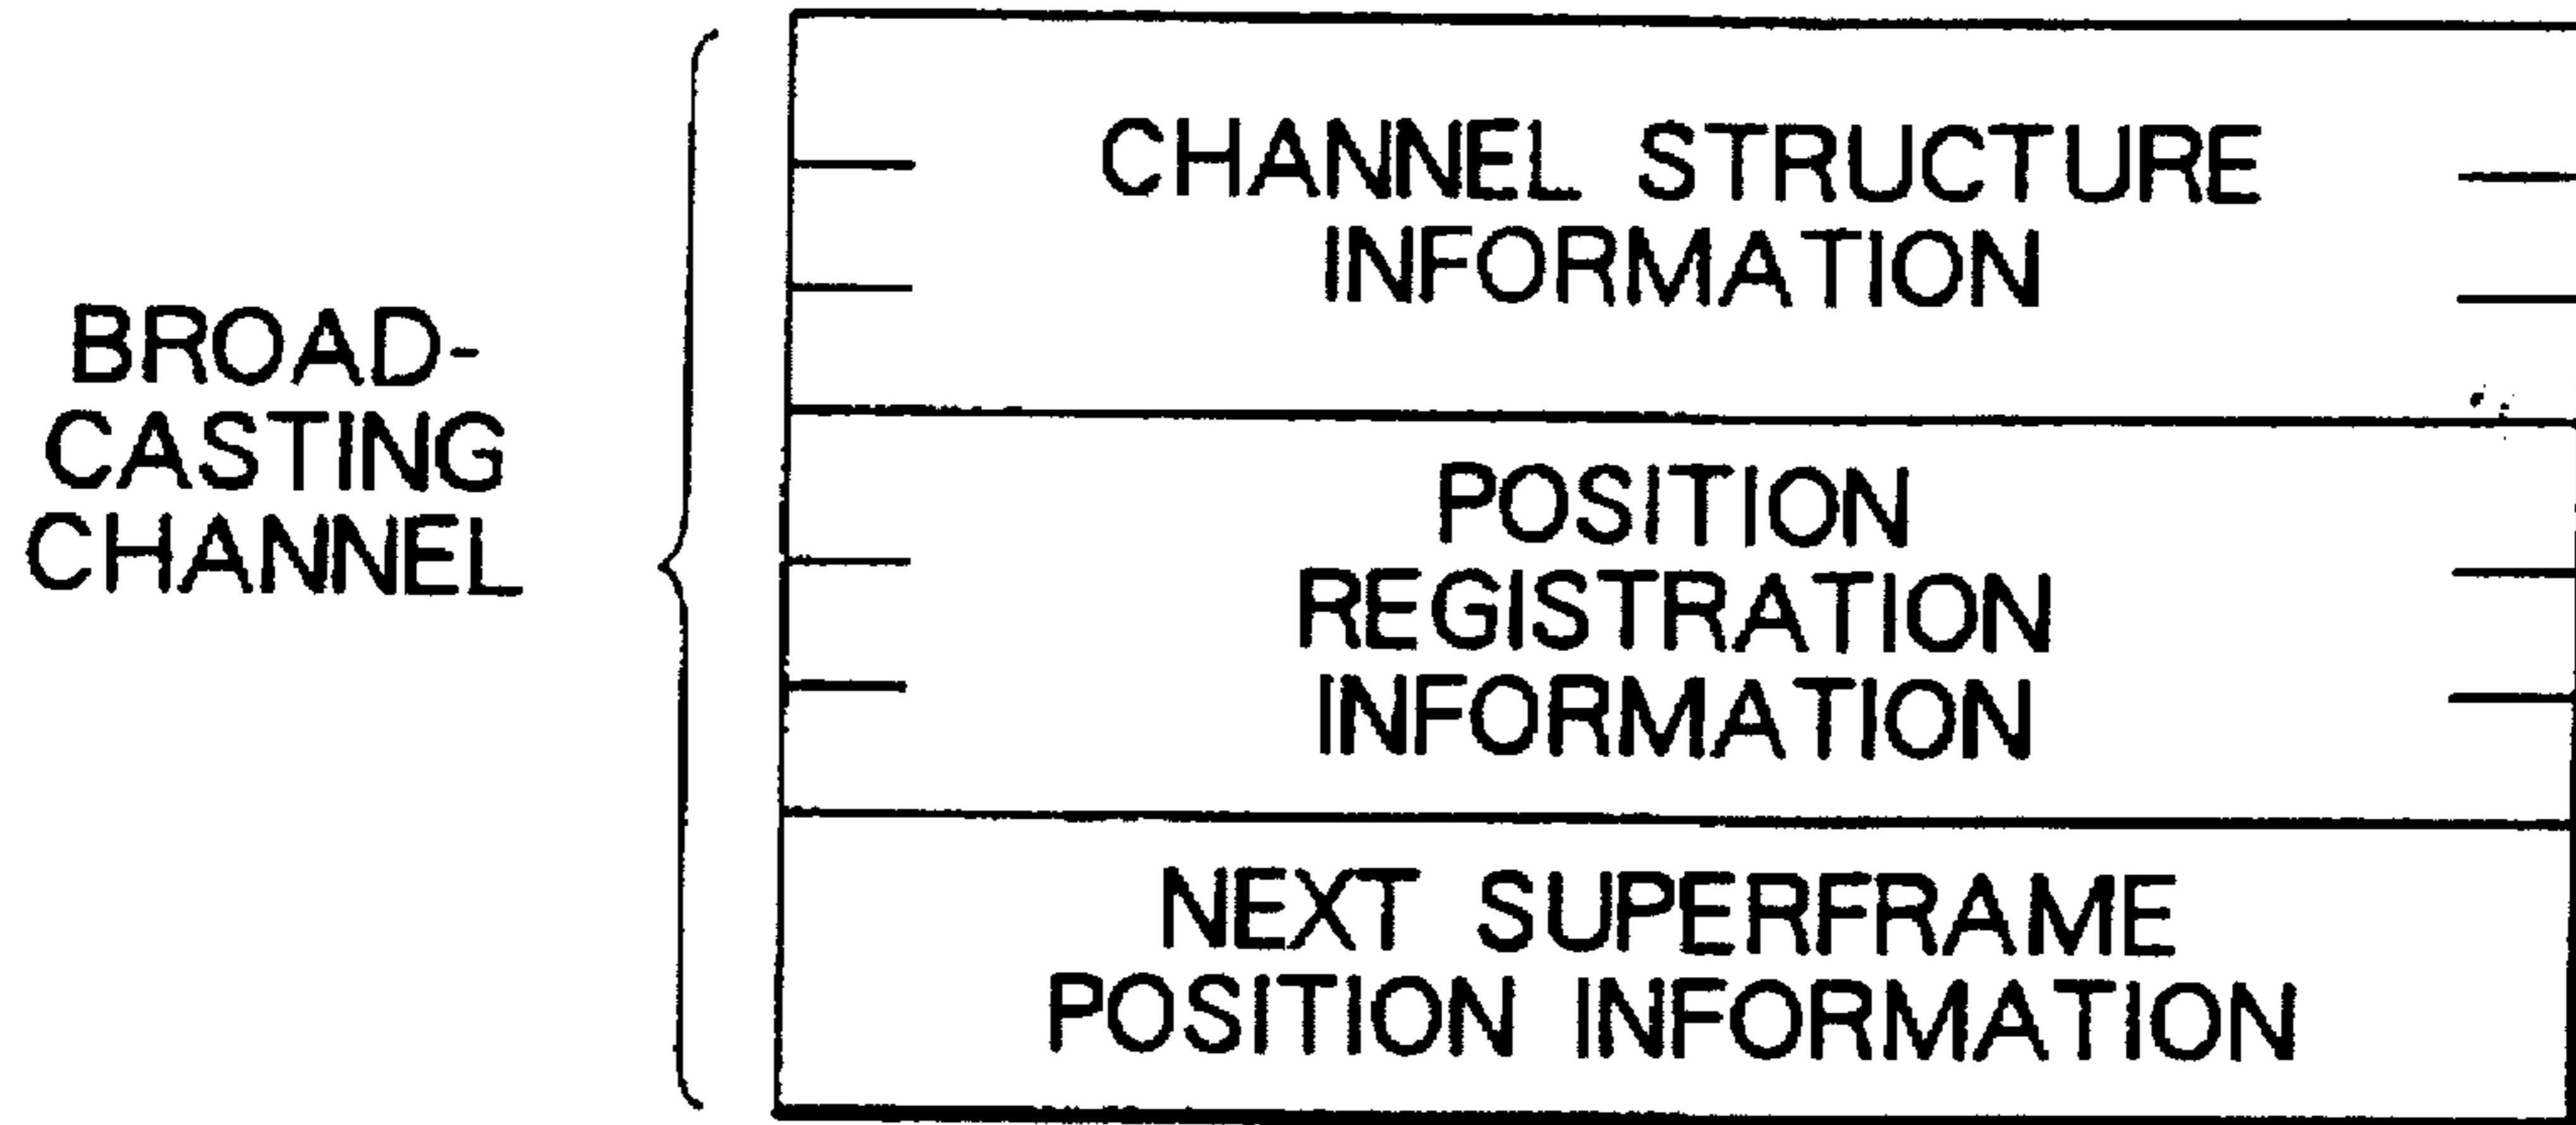 BROAD-
CASTING
CHANNEL
CHANNEL STRUCTURE
INFORMATION
POSITION
REGISTRATION
INFORMATION
NEXT SUPERFRAME
POSITION INFORMATION